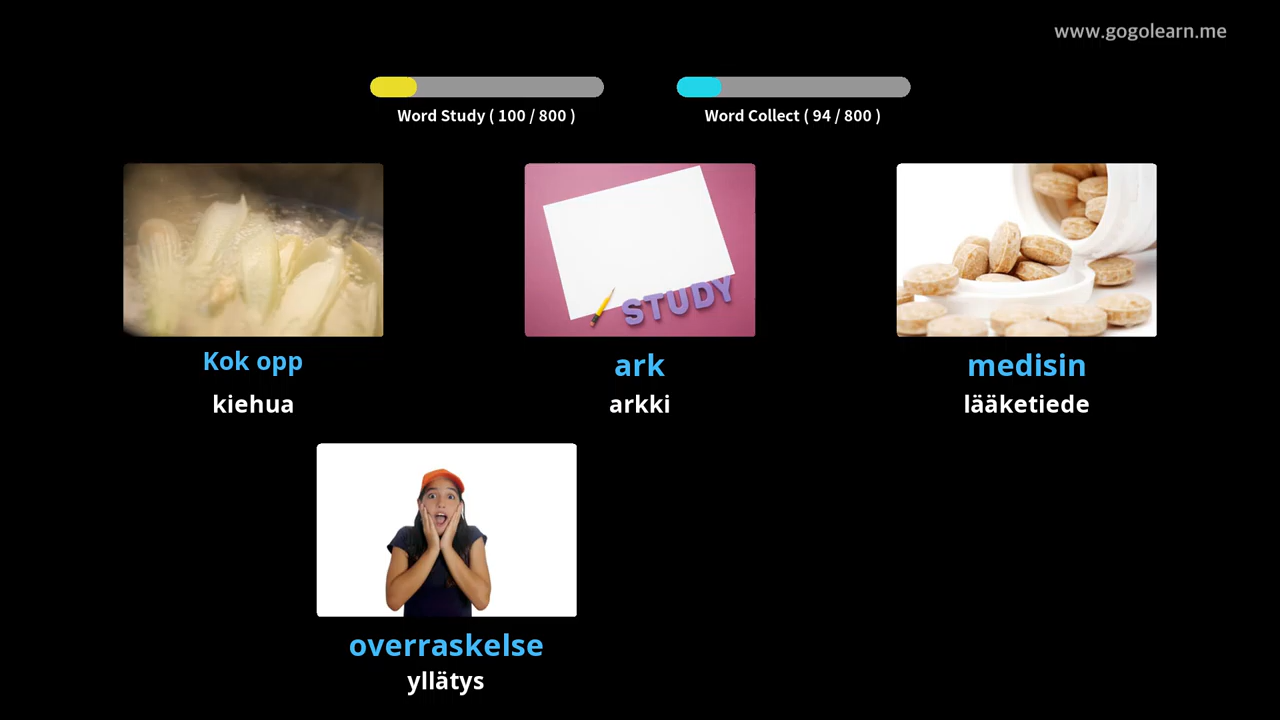 www.gogolearn.me
Word Study ( 100 / 800 )
Word Collect ( 94 / 800 )
STUDY
Kok opp
kiehua
ark
arkki
medisin
lääketiede
overraskelse
yllätys